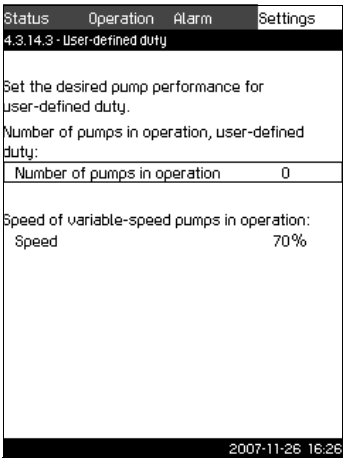 Status Operation Alarm Settings
4.3.14.3 - User-defined duty
Set the desired pump performance for
user-defined duty.
Number of pumps in operation, user-defined
duty:
Number of pumps in operation 0
Speed of variable-speed pumps in operation:
Speed 70%
2007-11-26 16:26